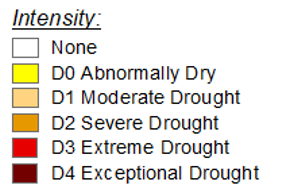 Intensity:
None
D0 Abnormally Dry
D1 Moderate Drought
D2 Severe Drought
D3 Extreme Drought
D4 Exceptional Drought